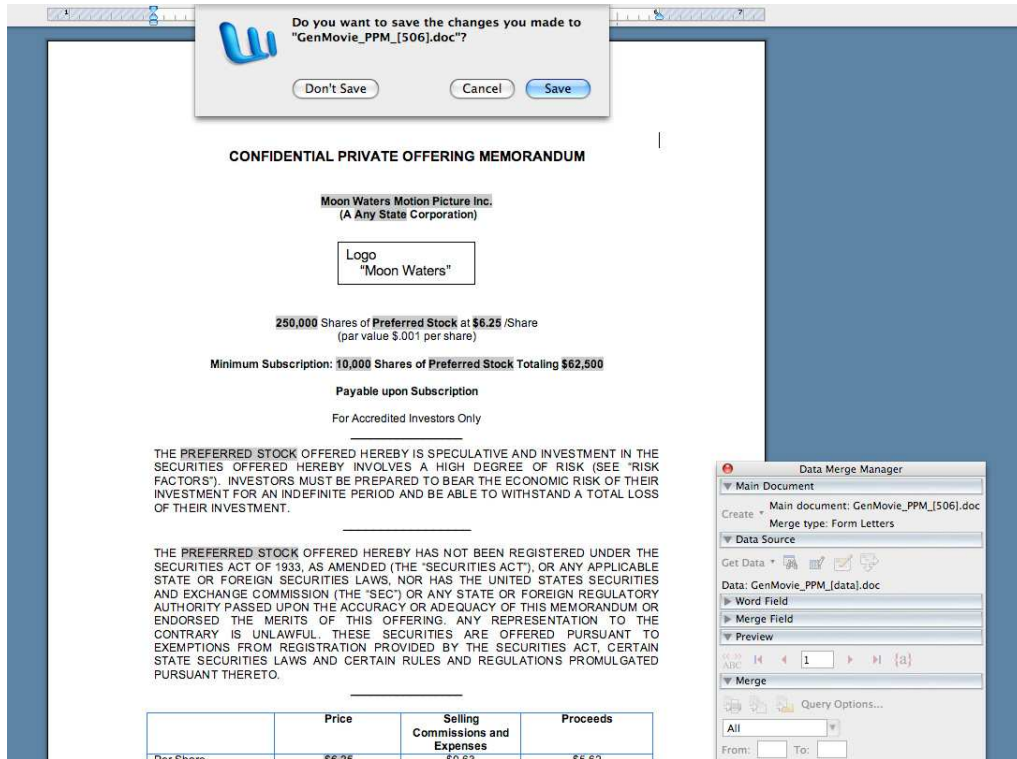 Do you want to save the changes you made to
"GenMovie_PPM_[506].doc"?
Don't Save
Cancel
Save
1
6
7
CONFIDENTIAL PRIVATE OFFERING MEMORANDUM
Moon Waters Motion Picture Inc.
(A Any State Corporation)
Logo
“Moon Waters”
250,000 Shares of Preferred Stock at $6.25 /Share
(par value $.001 per share)
Minimum Subscription: 10,000 Shares of Preferred Stock Totaling $62,500
Payable upon Subscription
For Accredited Investors Only
THE PREFERRED STOCK OFFERED HEREBY IS SPECULATIVE AND INVESTMENT IN THE
SECURITIES OFFERED HEREBY INVOLVES A HIGH DEGREE OF RISK (SEE “RISK
FACTORS”). INVESTORS MUST BE PREPARED TO BEAR THE ECONOMIC RISK OF THEIR
INVESTMENT FOR AN INDEFINITE PERIOD AND BE ABLE TO WITHSTAND A TOTAL LOSS
OF THEIR INVESTMENT.
THE PREFERRED STOCK OFFERED HEREBY HAS NOT BEEN REGISTERED UNDER THE
SECURITIES ACT OF 1933, AS AMENDED (THE “SECURITIES ACT”), OR ANY APPLICABLE
STATE OR FOREIGN SECURITIES LAWS, NOR HAS THE UNITED STATES SECURITIES
AND EXCHANGE COMMISSION (THE “SEC”) OR ANY STATE OR FOREIGN REGULATORY
AUTHORITY PASSED UPON THE ACCURACY OR ADEQUACY OF THIS MEMORANDUM OR
ENDORSED THE MERITS OF THIS OFFERING. ANY REPRESENTATION TO THE
CONTRARY IS UNLAWFUL. THESE SECURITIES ARE OFFERED PURSUANT TO
EXEMPTIONS FROM REGISTRATION PROVIDED BY THE SECURITIES ACT, CERTAIN
STATE SECURITIES LAWS AND CERTAIN RULES AND REGULATIONS PROMULGATED
PURSUANT THERETO.
Price
Selling
Commissions and
Expenses
Proceeds
Per Share $6.25 $0.63 $5.62
Data Merge Manager
Main Document
Create
Main document: GenMovie_PPM_[506].doc
Merge type: Form Letters
Data Source
Get Data
Data: GenMovie_PPM_[data].doc
Word Field
Merge Field
Preview
ABC
1
{a}
Merge
Query Options...
All
From:
To: